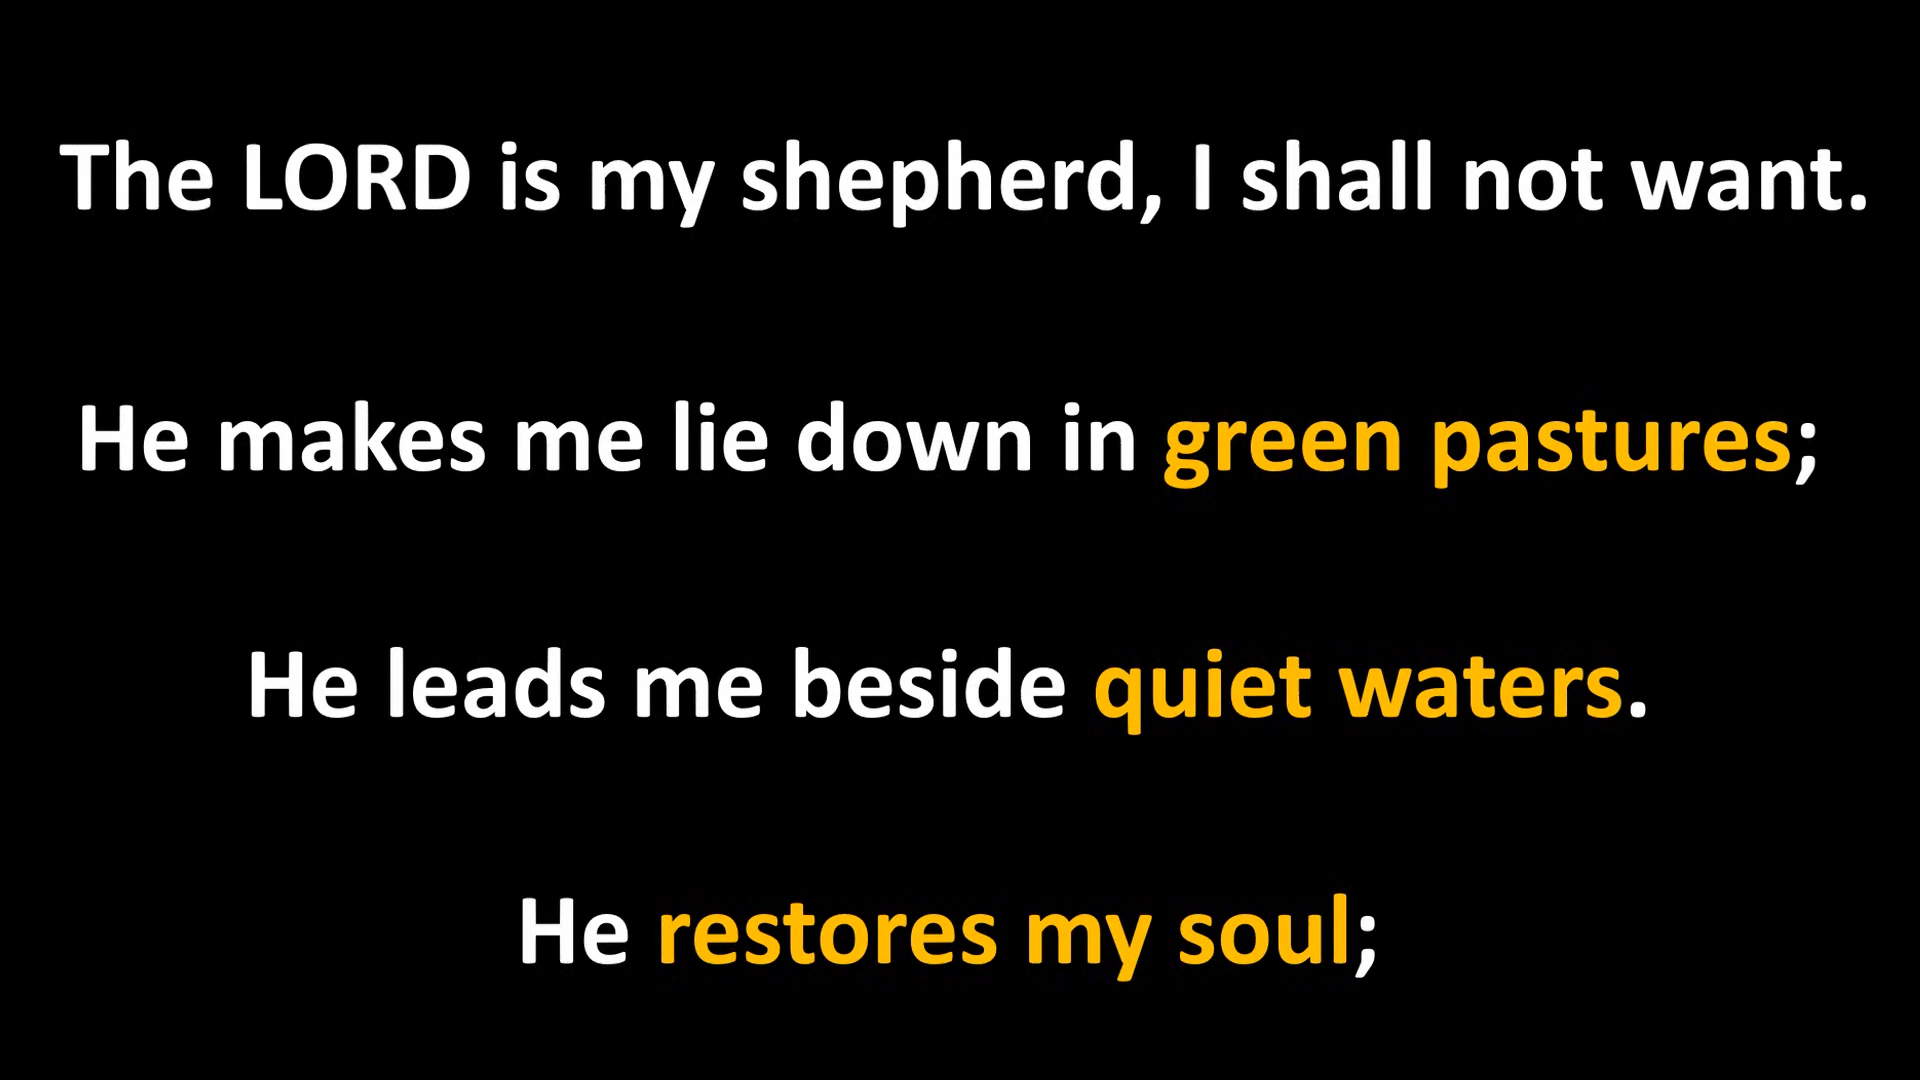 The LORD is my shepherd, I shall not want.
He makes me lie down in green pastures;
He leads me beside quiet waters.
He restores my soul;